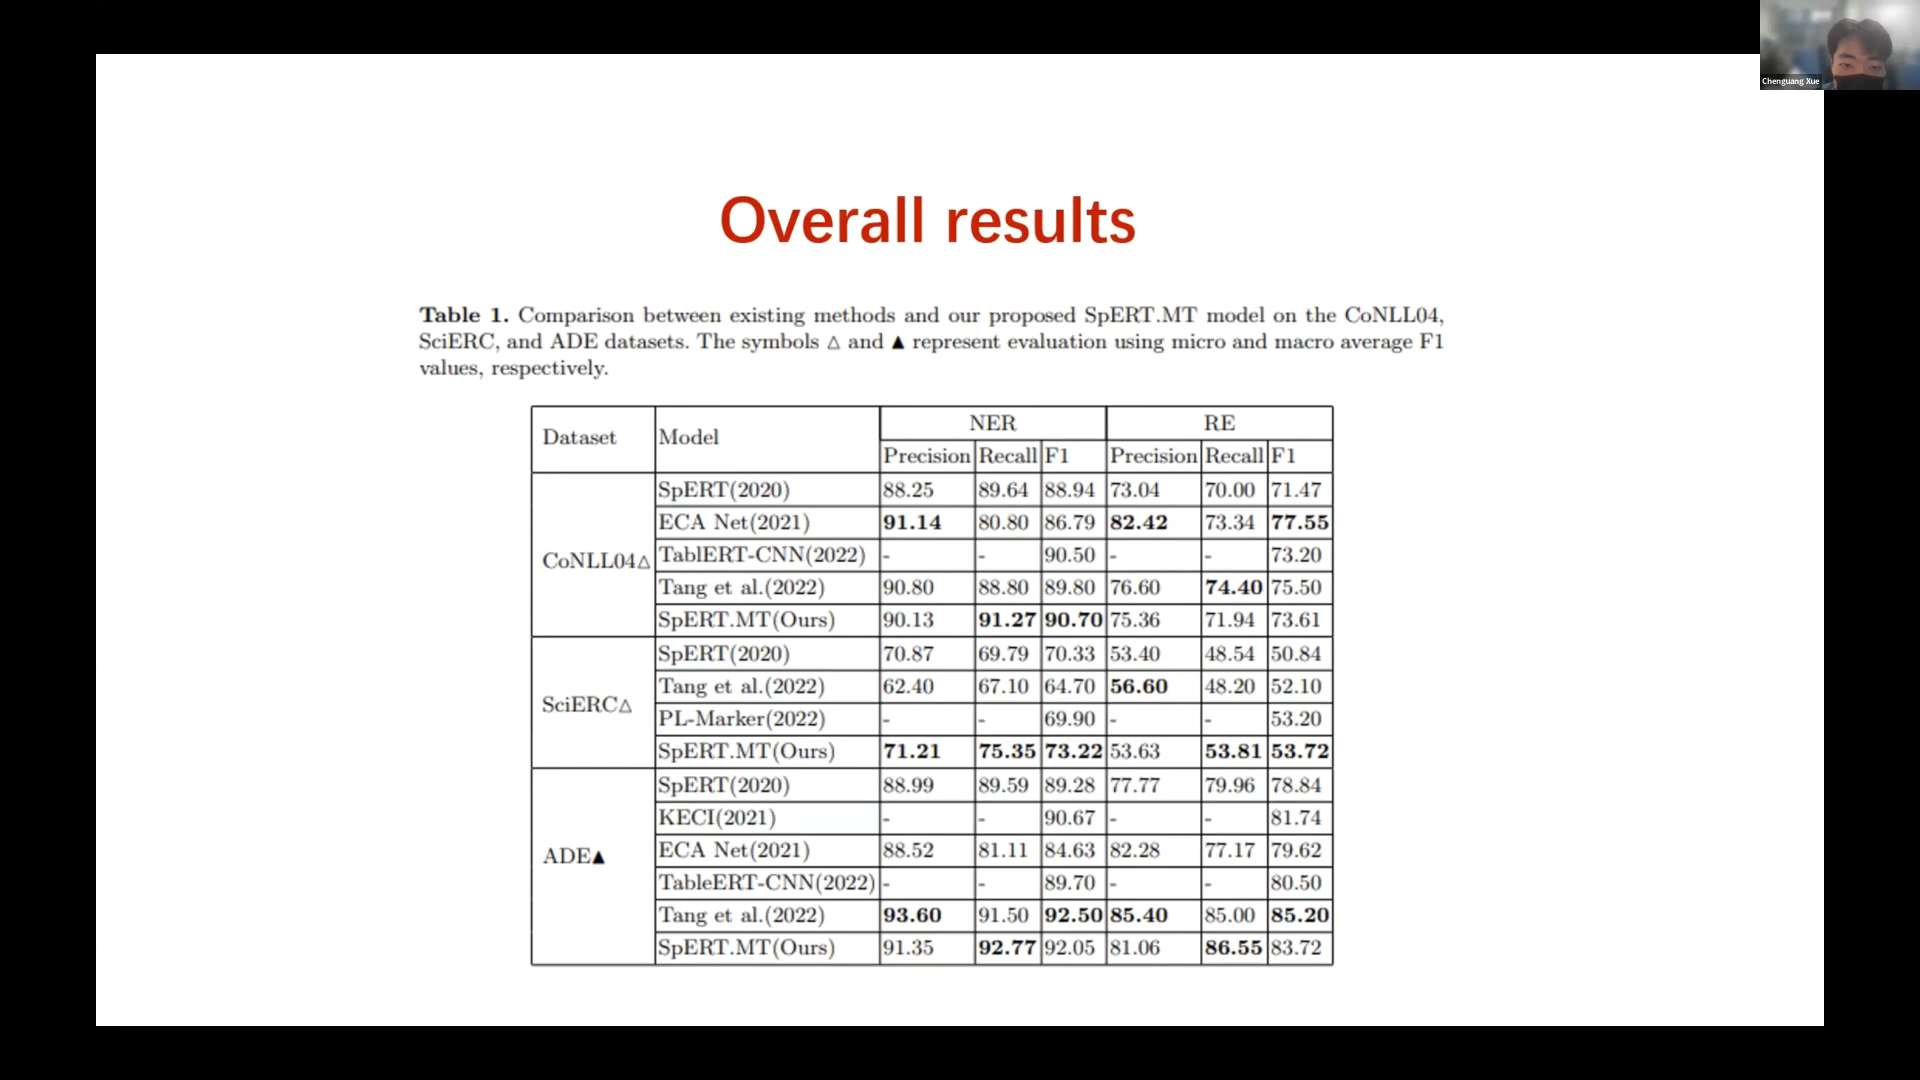 Chenguang Xue
Overall results
Table 1. Comparison between existing methods and our proposed SpERT.MT model on the CoNLL04,
SciERC, and ADE datasets. The symbols △ and ▲ represent evaluation using micro and macro average F1
values, respectively.
Dataset Model NER RE
Precision Recall F1 Precision Recall F1
CoNLL04△
SpERT(2020) 88.25 89.64 88.94 73.04 70.00 71.47
ECA Net(2021) 91.14 80.80 86.79 82.42 73.34 77.55
TablERT-CNN(2022) - - 90.50 - - 73.20
Tang et al.(2022) 90.80 88.80 89.80 76.60 74.40 75.50
SpERT.MT(Ours) 90.13 91.27 90.70 75.36 71.94 73.61
SciERC△
SpERT(2020) 70.87 69.79 70.33 53.40 48.54 50.84
Tang et al.(2022) 62.40 67.10 64.70 56.60 48.20 52.10
PL-Marker(2022) - - 69.90 - - 53.20
SpERT.MT(Ours) 71.21 75.35 73.22 53.63 53.81 53.72
ADE▲
SpERT(2020) 88.99 89.59 89.28 77.77 79.96 78.84
KECI(2021) - - 90.67 - - 81.74
ECA Net(2021) 88.52 81.11 84.63 82.28 77.17 79.62
TableERT-CNN(2022) - - 89.70 - - 80.50
Tang et al.(2022) 93.60 91.50 92.50 85.40 85.00 85.20
SpERT.MT(Ours) 91.35 92.77 92.05 81.06 86.55 83.72